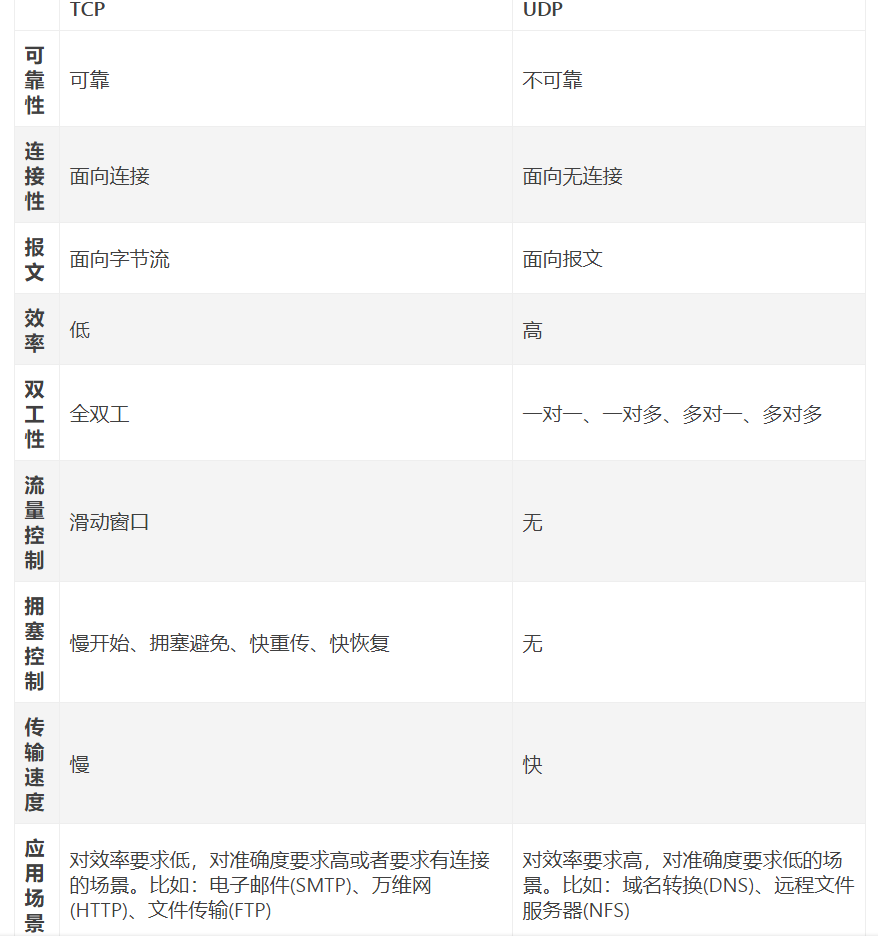 TCP UDP
可靠性 可靠 不可靠
连接性 面向连接 面向无连接
报文 面向字节流 面向报文
效率 低 高
双工性 全双工 一对一、一对多、多对一、多对多
流量控制 滑动窗口 无
拥塞控制 慢开始、拥塞避免、快重传、快恢复 无
传输速度 慢 快
应用场景
对效率要求低，对准确度要求高或者要求有连接
的场景。比如：电子邮件(SMTP)、万维网
(HTTP)、文件传输(FTP)
对效率要求高，对准确度要求低的场
景。比如：域名转换(DNS)、远程文件
服务器(NFS)